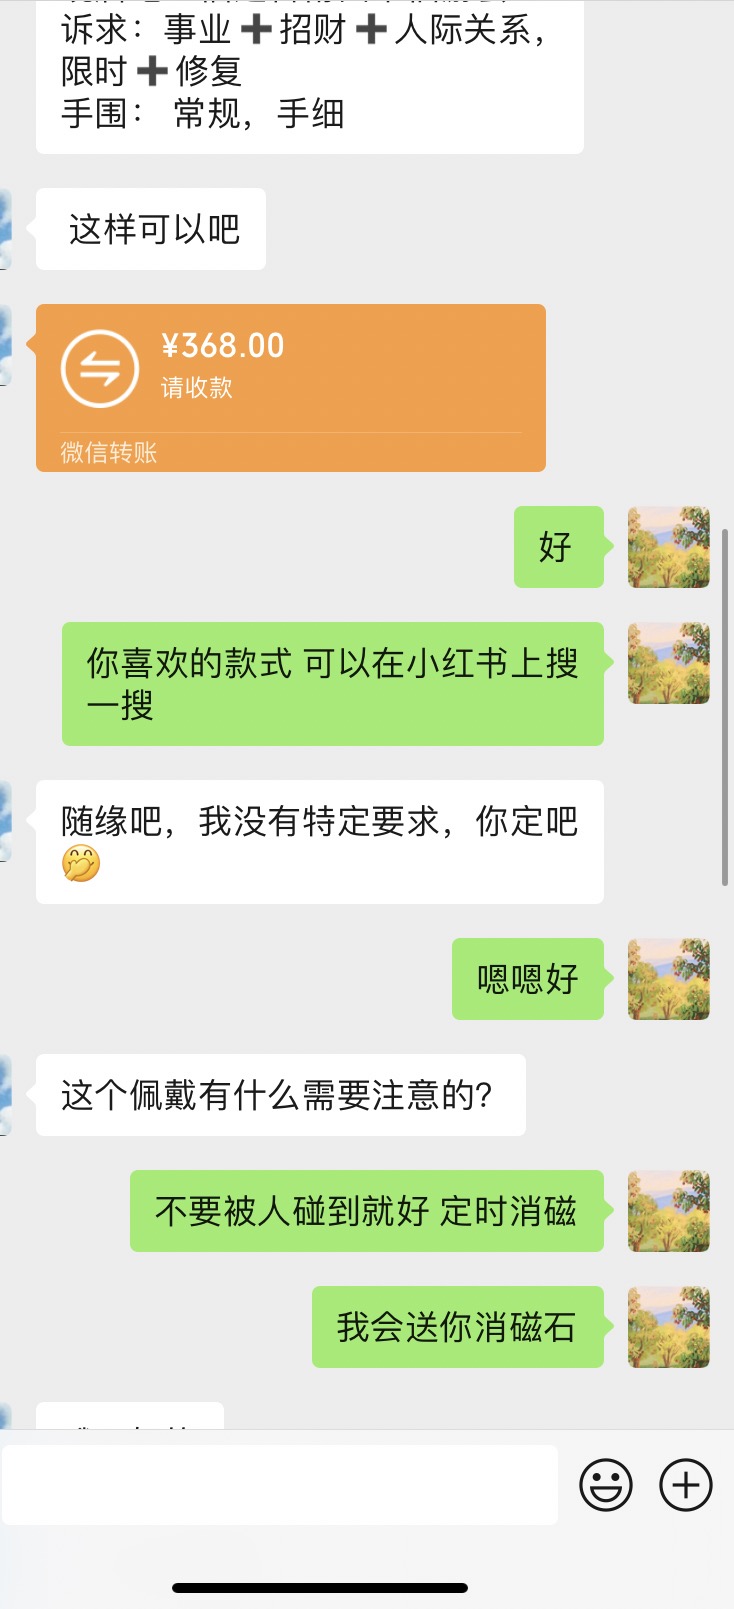 诉求：事业➕招财➕人际关系，
限时➕修复
手围： 常规，手细
这样可以吧
¥368.00
请收款
微信转账
好
你喜欢的款式 可以在小红书上搜
一搜
随缘吧，我没有特定要求，你定吧
🤭
嗯嗯好
这个佩戴有什么需要注意的？
不要被人碰到就好 定时消磁
我会送你消磁石